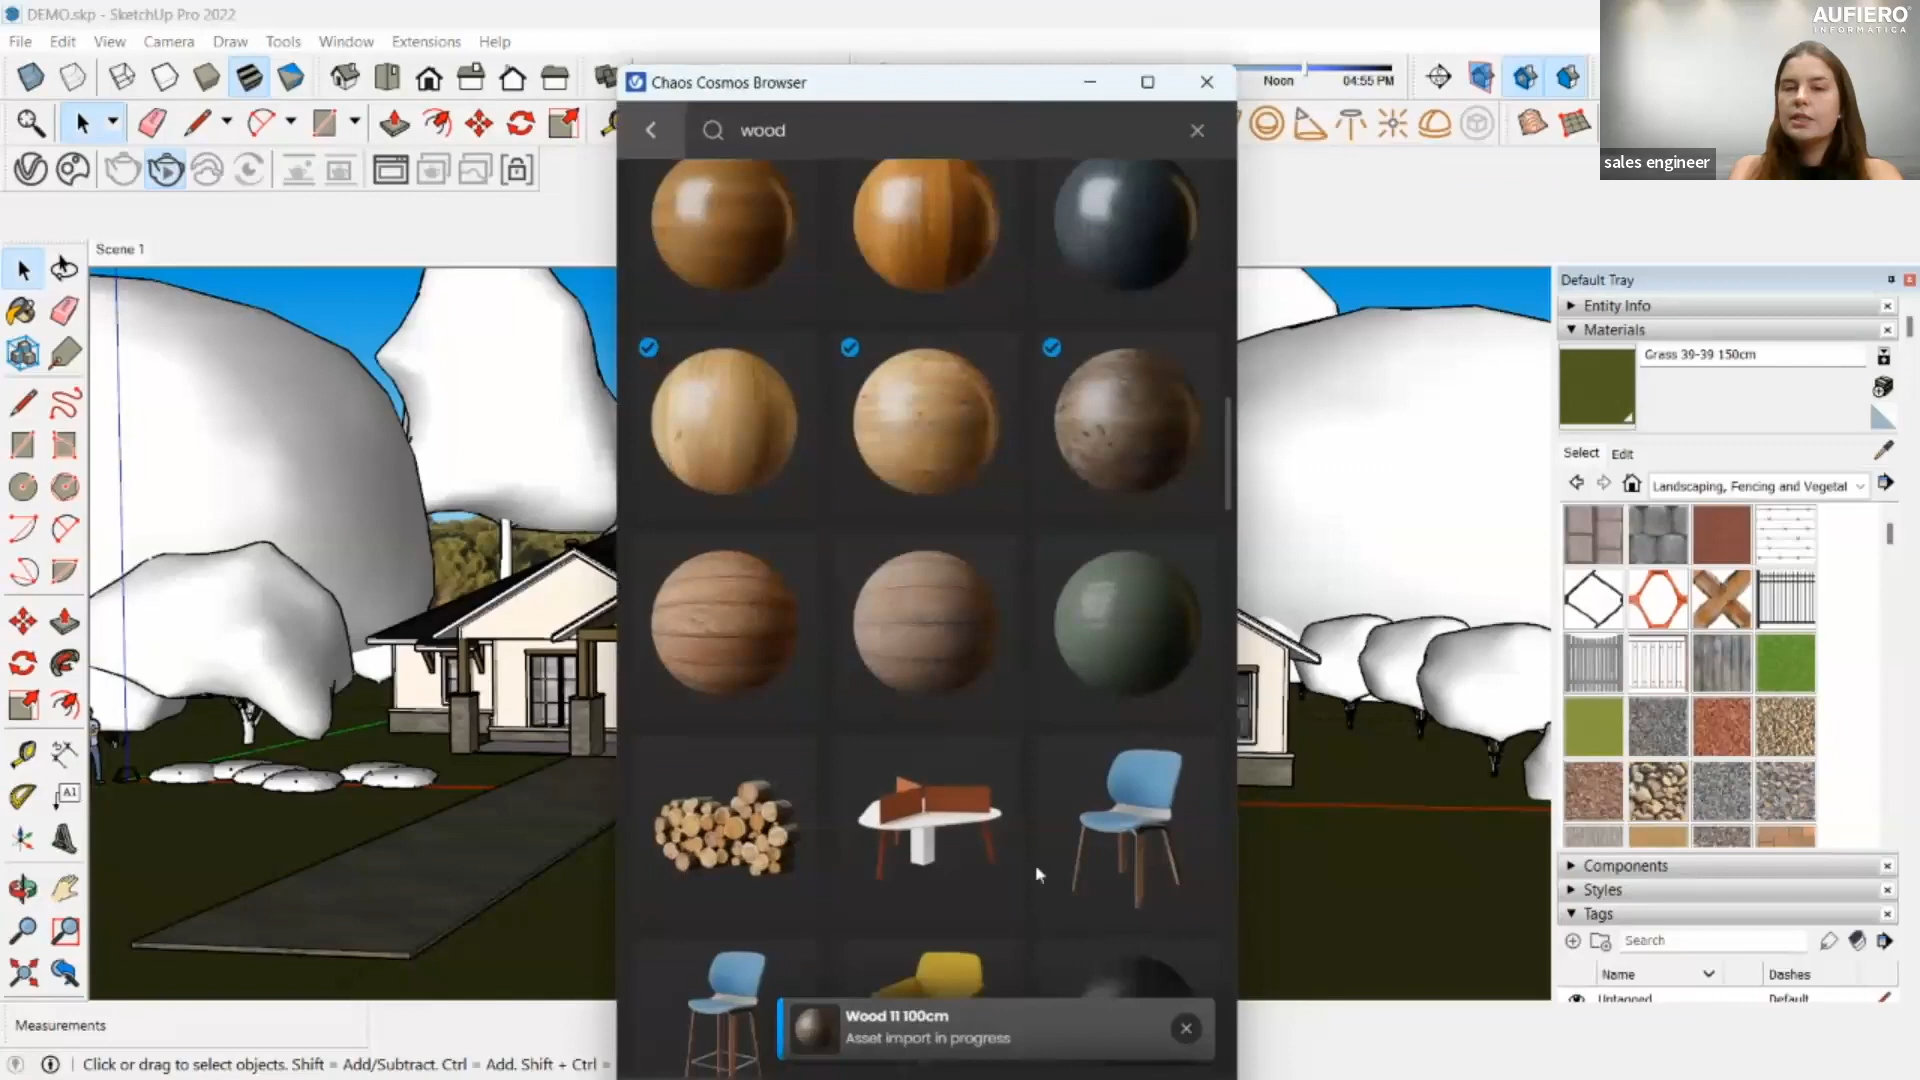 DEMO.skp - SketchUp Pro 2022
File Edit View Camera Draw Tools Window Extensions Help
AUFIERO
INFORMATICA
sales engineer
Chaos Cosmos Browser
Noon 04:55 PM
wood
Scene 1
Default Tray
Entity Info
Materials
Grass 39-39 150cm
Select Edit
Landscaping, Fencing and Vegetal
A1
Components
Styles
Tags
Search
Name Dashes
Untagged Default
Wood 11 100cm
Asset import in progress
Measurements
Click or drag to select objects. Shift = Add/Subtract. Ctrl = Add. Shift + Ctrl =